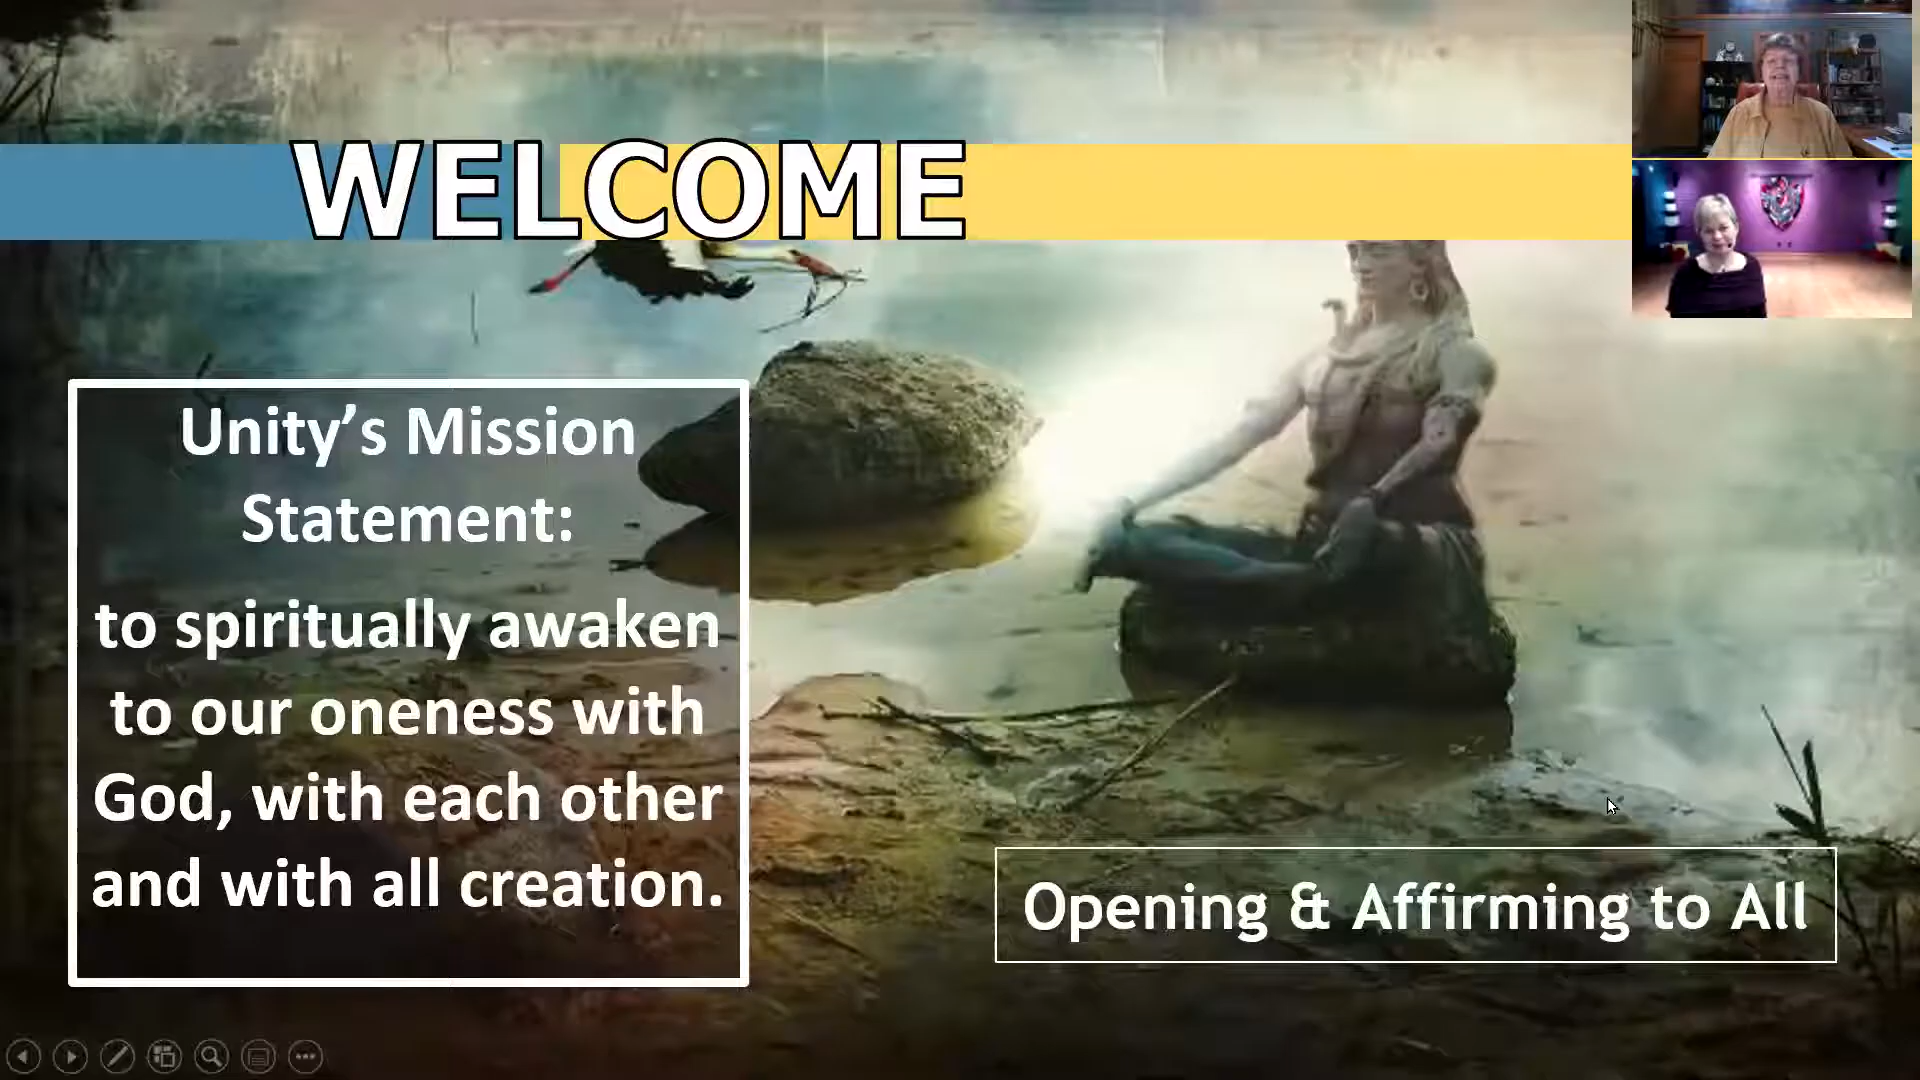 WELCOME
Unity’s Mission
Statement:
to spiritually awaken
to our oneness with
God, with each other
and with all creation.
Opening & Affirming to All